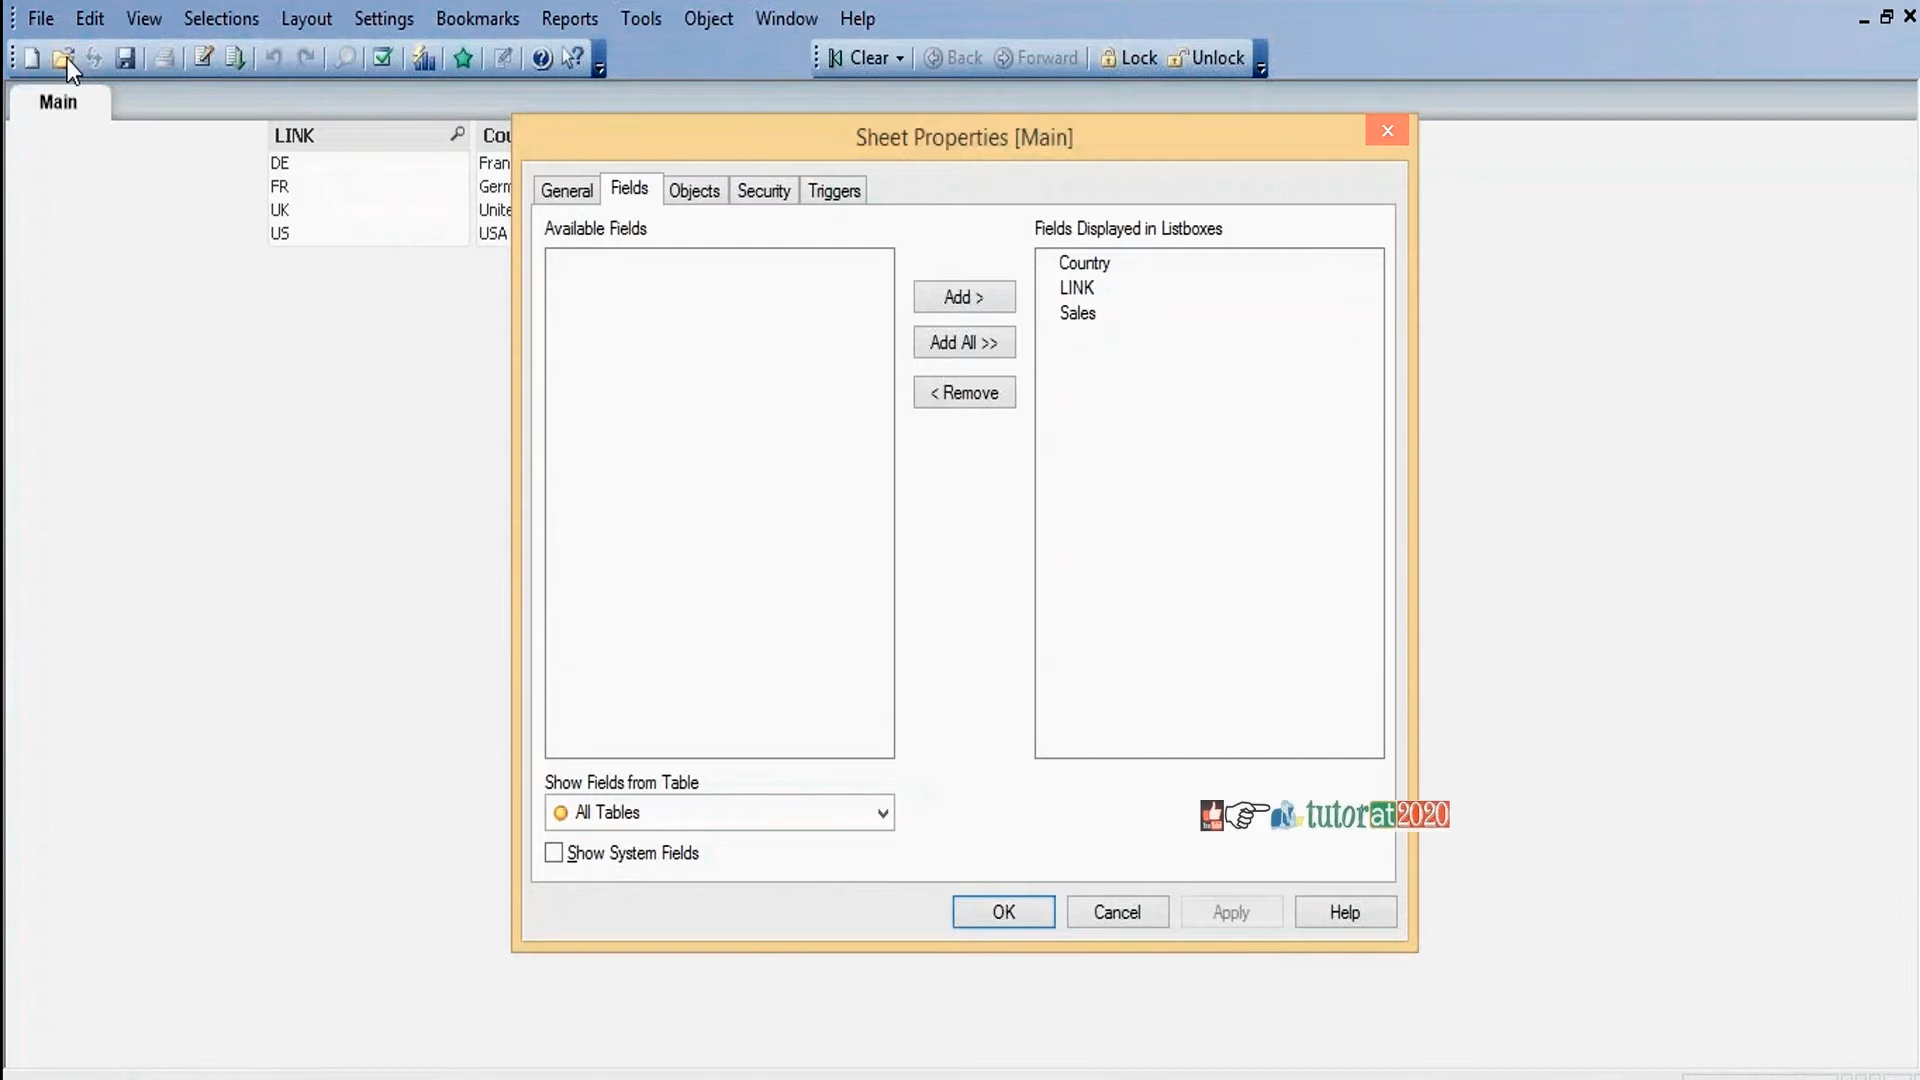 File Edit View Selections Layout Settings Bookmarks Reports Tools Object Window Help
Clear Back Forward Lock Unlock
Main
Sheet Properties [Main]
LINK
DE
FR
UK
US
Cou
Fran
Germ
Unite
USA
General Fields Objects Security Triggers
Available Fields
Add >
Add All >>
< Remove
Fields Displayed in Listboxes
Country
LINK
Sales
Show Fields from Table
All Tables
Show System Fields
tutorat2020
OK Cancel Apply Help